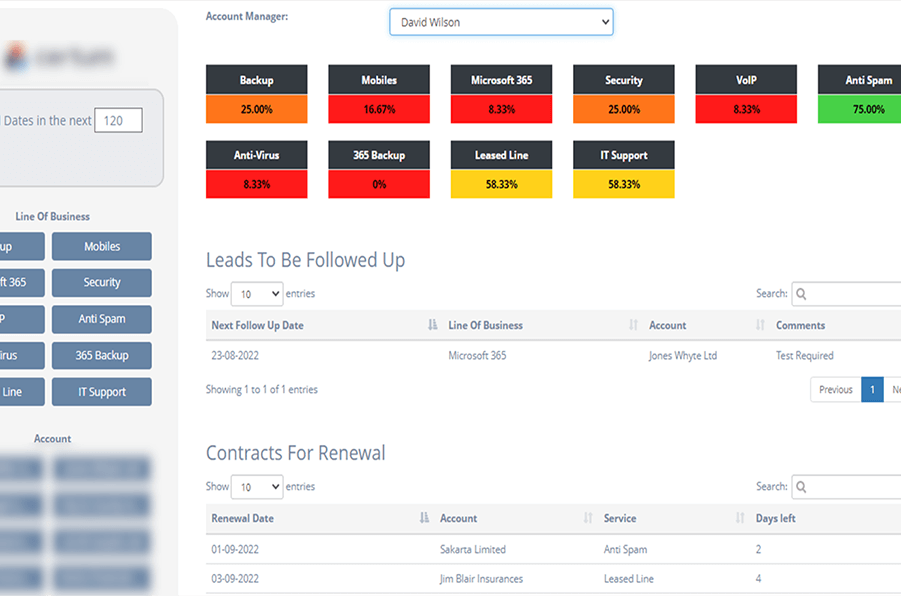 Account Manager:
David Wilson
Dates in the next 120
Backup Mobiles Microsoft 365 Security VoIP Anti Spam
25.00% 16.67% 8.33% 25.00% 8.33% 75.00%
Anti-Virus 365 Backup Leased Line IT Support
8.33% 0% 58.33% 58.33%
Line Of Business
up Mobiles
ft 365 Security
P Anti Spam
irus 365 Backup
Line IT Support
Account
Leads To Be Followed Up
Show 10 entries Search:
Next Follow Up Date Line Of Business Account Comments
23-08-2022 Microsoft 365 Jones Whyte Ltd Test Required
Showing 1 to 1 of 1 entries Previous 1 Ne
Contracts For Renewal
Show 10 entries Search:
Renewal Date Account Service Days left
01-09-2022 Sakarta Limited Anti Spam 2
03-09-2022 Jim Blair Insurances Leased Line 4